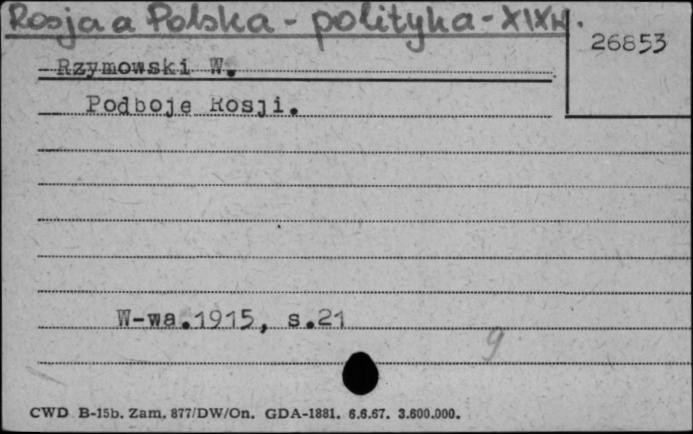 Rosja a Polska - polityka - XIXw.
26853
Rzymowski W.
Podboje Rosji.
W-wa.1915, s.21
9
CWD B-15b. Zam. 877/DW/On. GDA-1881. 6.6.67. 3.600.000.